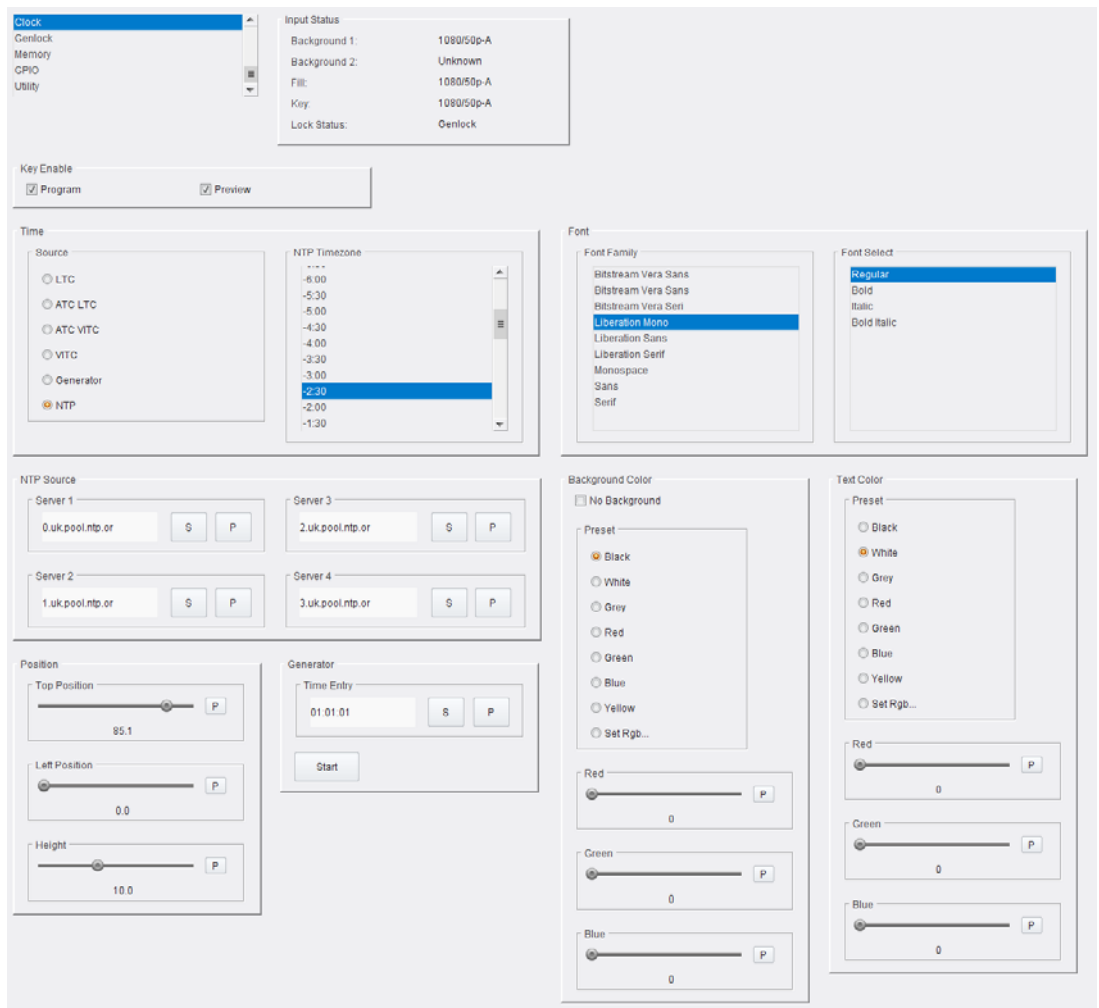 Clock
Genlock
Memory
GPIO
Utility
Input Status
Background 1: 1080/50p-A
Background 2: Unknown
Fill: 1080/50p-A
Key: 1080/50p-A
Lock Status: Genlock
Key Enable
Program Preview
Time
Source
LTC
ATC LTC
ATC VITC
VITC
Generator
NTP
NTP Timezone
-6:00
-5:30
-5:00
-4:30
-4:00
-3:30
-3:00
-2:30
-2:00
-1:30
Font
Font Family
Bitstream Vera Sans
Bitstream Vera Sans
Bitstream Vera Seri
Liberation Mono
Liberation Sans
Liberation Serif
Monospace
Sans
Serif
Font Select
Regular
Bold
Italic
Bold Italic
NTP Source
Server 1
0.uk.pool.ntp.or S P
Server 3
2.uk.pool.ntp.or S P
Server 2
1.uk.pool.ntp.or S P
Server 4
3.uk.pool.ntp.or S P
Position
Top Position
P
85.1
Left Position
P
0.0
Height
P
10.0
Generator
Time Entry
01:01:01 S P
Start
Background Color
No Background
Preset
Black
White
Grey
Red
Green
Blue
Yellow
Set Rgb...
Red
P
0
Green
P
0
Blue
P
0
Text Color
Preset
Black
White
Grey
Red
Green
Blue
Yellow
Set Rgb...
Red
P
0
Green
P
0
Blue
P
0